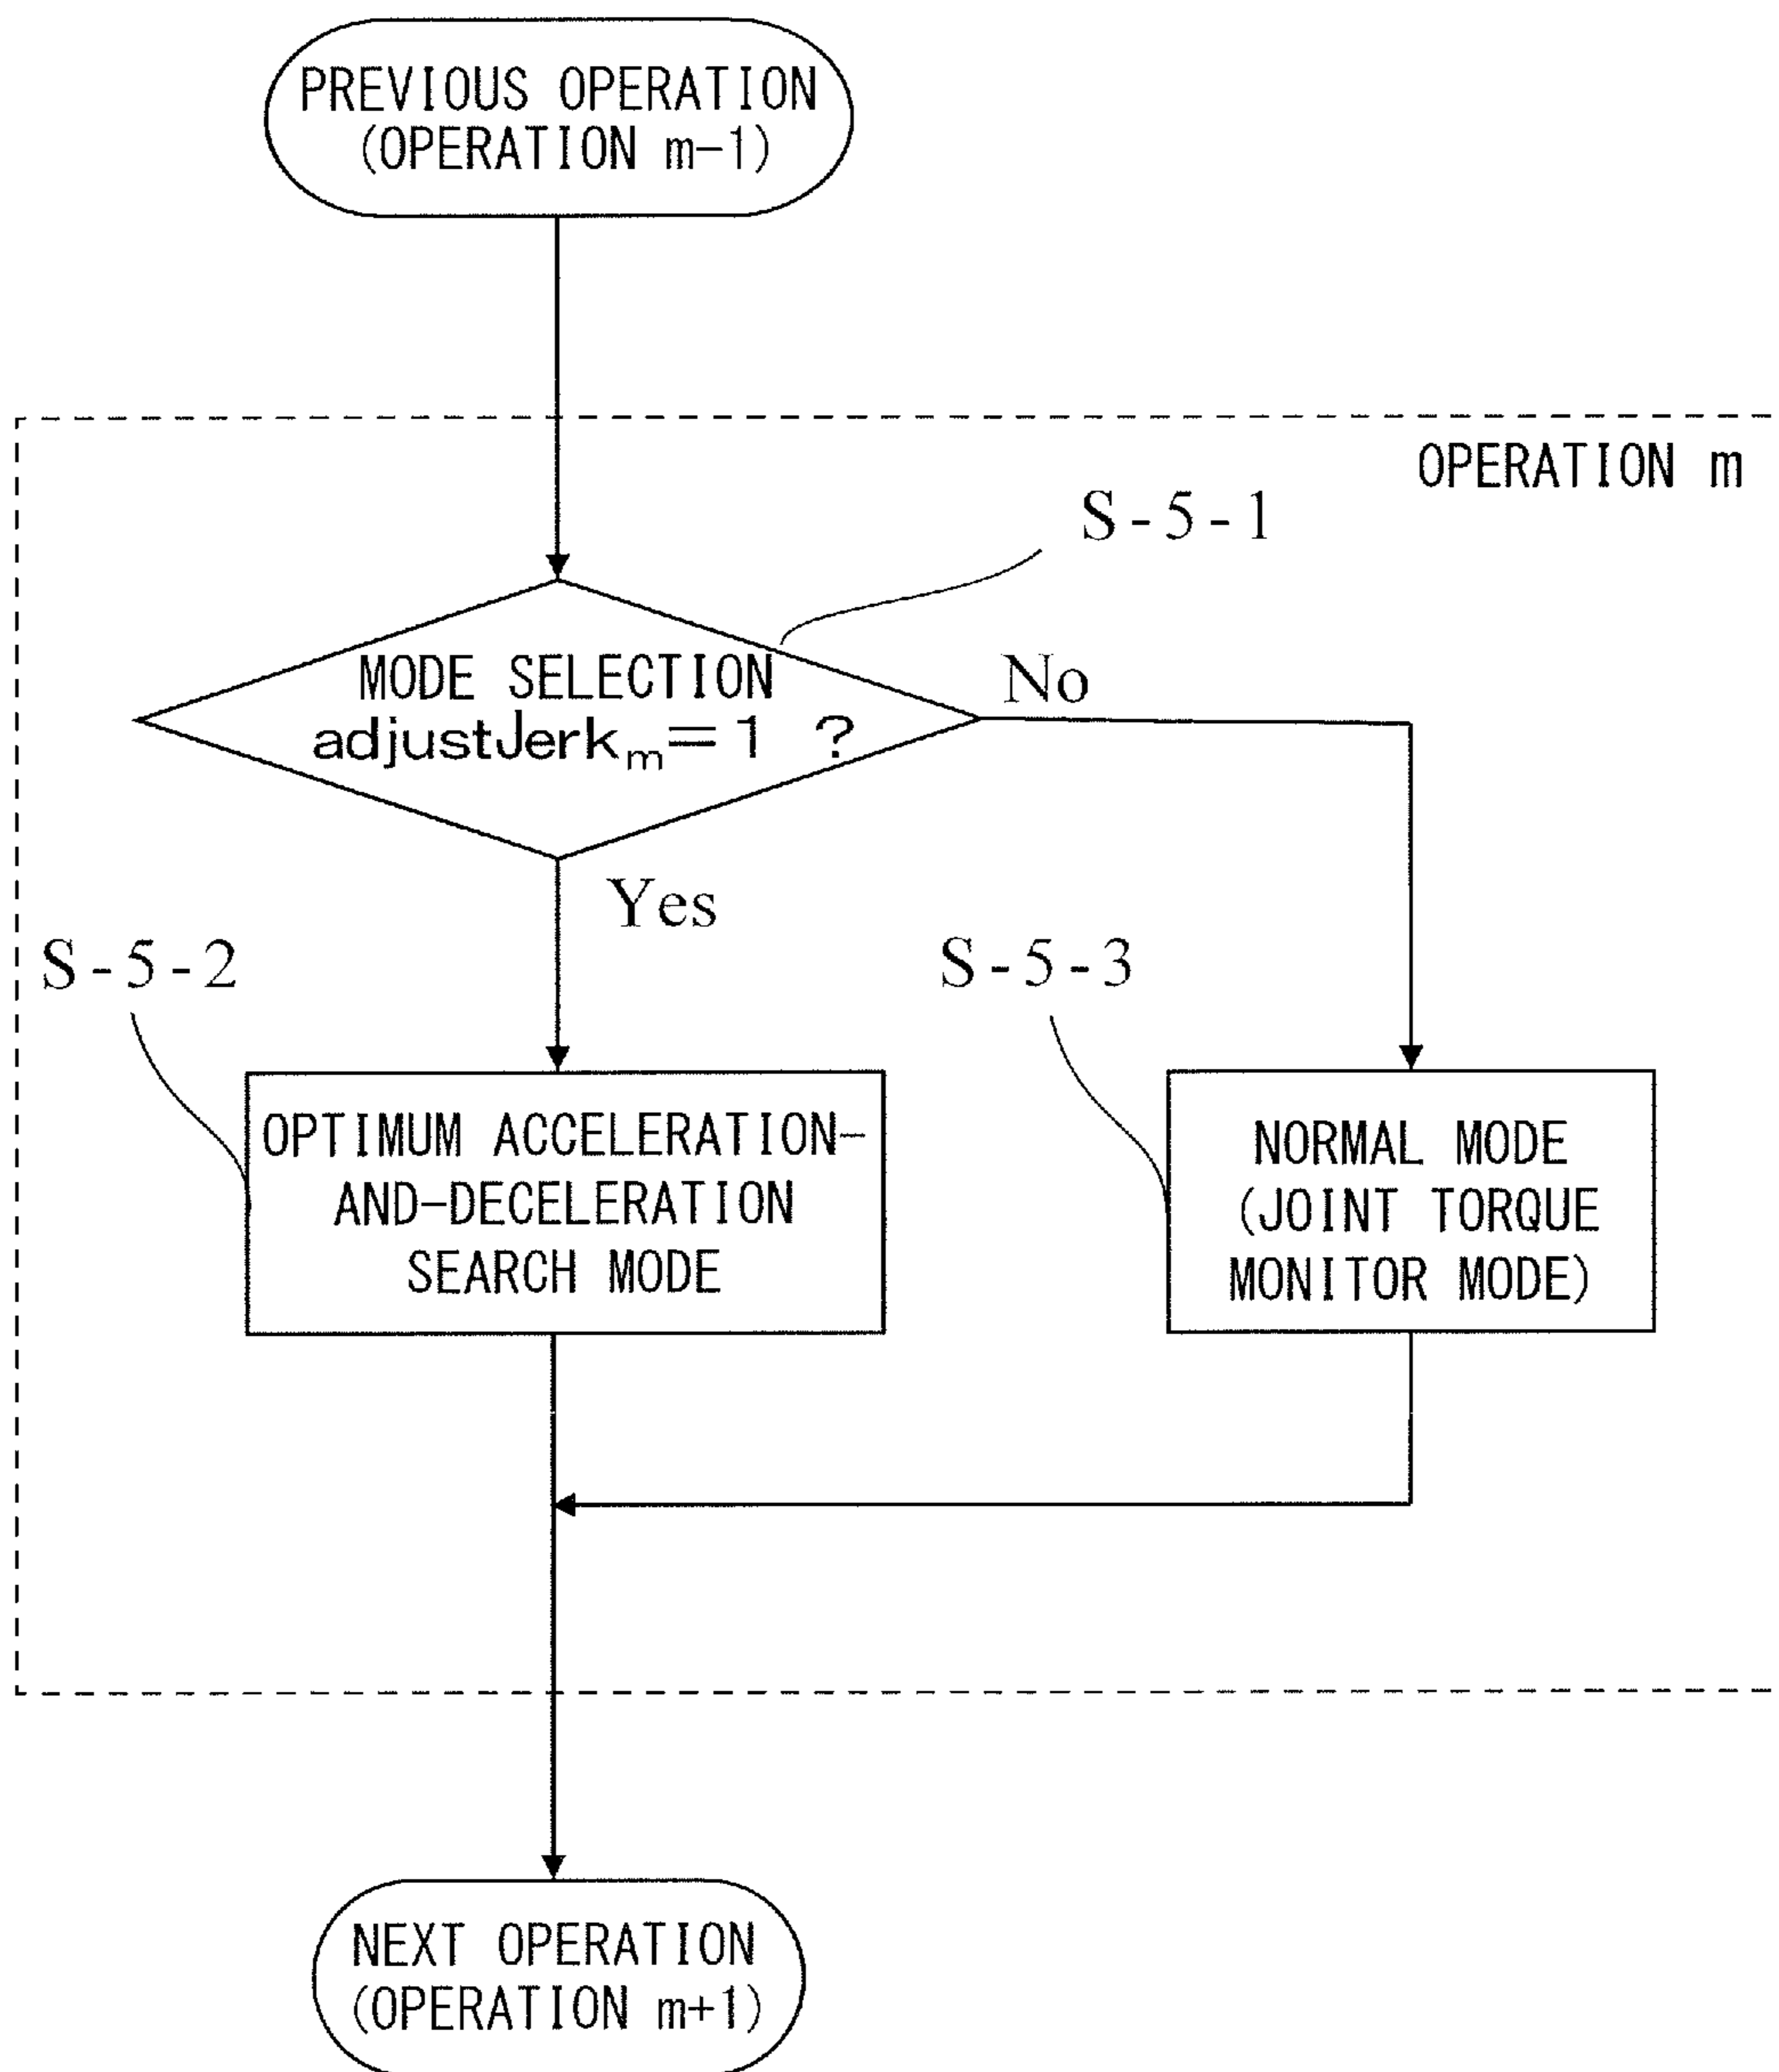 PREVIOUS OPERATION
(OPERATION m-1)
OPERATION m
S-5-1
MODE SELECTION
adjustJerkₘ=1 ?
No
Yes
S-5-2
S-5-3
OPTIMUM ACCELERATION-
AND-DECELERATION
SEARCH MODE
NORMAL MODE
(JOINT TORQUE
MONITOR MODE)
NEXT OPERATION
(OPERATION m+1)